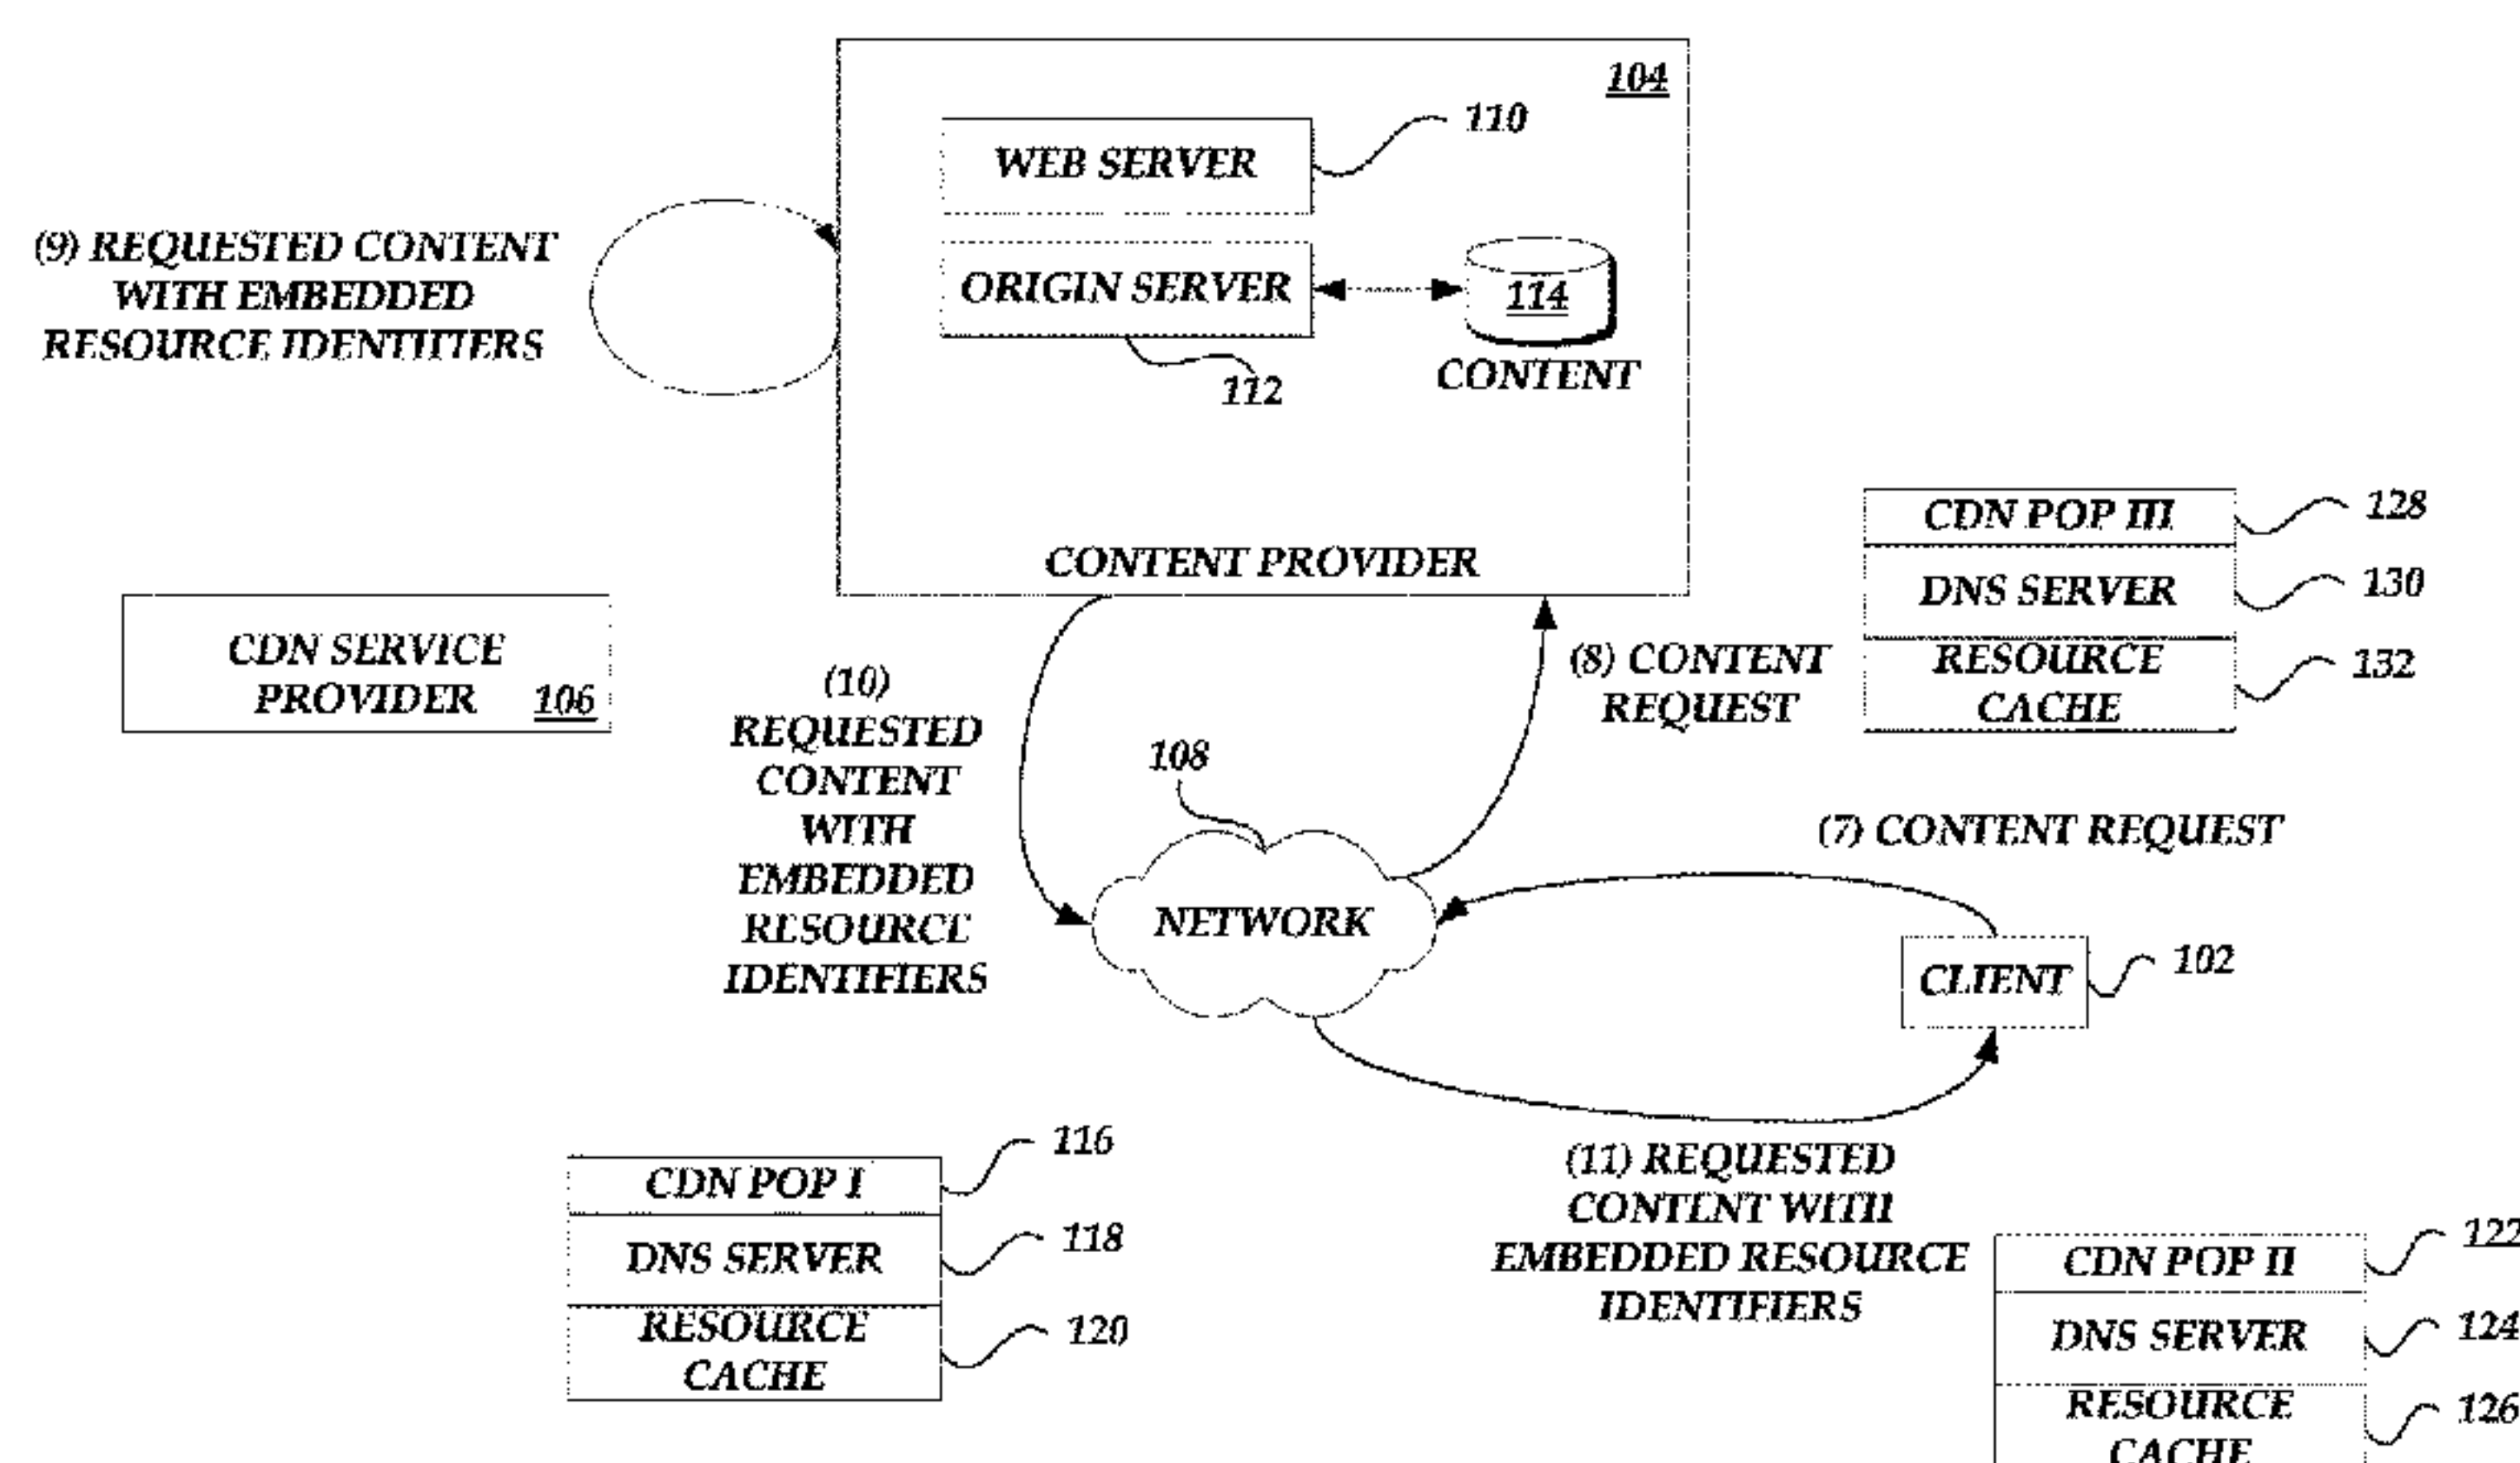 104
110
WEB SERVER
(9) REQUESTED CONTENT
WITH EMBEDDED
RESOURCE IDENTIFIERS
ORIGIN SERVER
114
CONTENT
112
CONTENT PROVIDER
CDN POP III
128
DNS SERVER
130
RESOURCE
CACHE
132
CDN SERVICE
PROVIDER 106
(8) CONTENT
REQUEST
(10)
REQUESTED
CONTENT
WITH
EMBEDDED
RESOURCE
IDENTIFIERS
108
NETWORK
(7) CONTENT REQUEST
CLIENT
102
(11) REQUESTED
CONTENT WITH
EMBEDDED RESOURCE
IDENTIFIERS
CDN POP I
116
DNS SERVER
118
RESOURCE
CACHE
120
CDN POP II
122
DNS SERVER
124
RESOURCE
CACHE
126